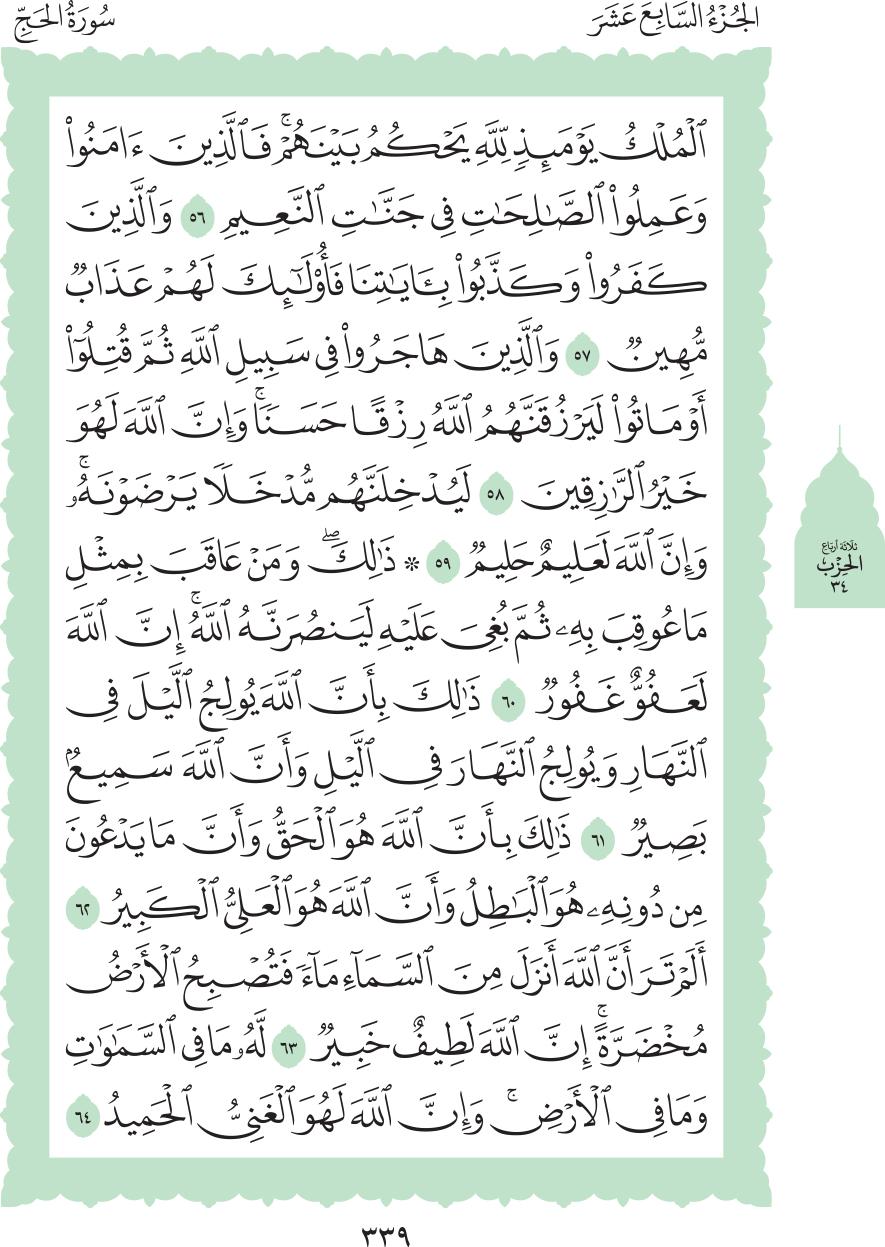 الجُزْءُ السَّابِعَ عَشَرَ
سُورَةُ الحَجِّ
ٱلْمُلْكُ يَوْمَئِذٍ لِّلَّهِ يَحْكُمُ بَيْنَهُمْۚ فَٱلَّذِينَ ءَامَنُوا۟
وَعَمِلُوا۟ ٱلصَّٰلِحَٰتِ فِى جَنَّٰتِ ٱلنَّعِيمِ ٥٦ وَٱلَّذِينَ
كَفَرُوا۟ وَكَذَّبُوا۟ بِـَٔايَٰتِنَا فَأُو۟لَٰٓئِكَ لَهُمْ عَذَابٌ
مُّهِينٌ ٥٧ وَٱلَّذِينَ هَاجَرُوا۟ فِى سَبِيلِ ٱللَّهِ ثُمَّ قُتِلُوٓا۟
أَوْ مَاتُوا۟ لَيَرْزُقَنَّهُمُ ٱللَّهُ رِزْقًا حَسَنًاۚ وَإِنَّ ٱللَّهَ لَهُوَ
خَيْرُ ٱلرَّٰزِقِينَ ٥٨ لَيُدْخِلَنَّهُم مُّدْخَلًا يَرْضَوْنَهُۥۚ
وَإِنَّ ٱللَّهَ لَعَلِيمٌ حَلِيمٌ ٥٩ * ذَٰلِكَۖ وَمَنْ عَاقَبَ بِمِثْلِ
مَا عُوقِبَ بِهِۦ ثُمَّ بُغِىَ عَلَيْهِ لَيَنصُرَنَّهُ ٱللَّهُۚ إِنَّ ٱللَّهَ
لَعَفُوٌّ غَفُورٌ ٦٠ ذَٰلِكَ بِأَنَّ ٱللَّهَ يُولِجُ ٱلَّيْلَ فِى
ٱلنَّهَارِ وَيُولِجُ ٱلنَّهَارَ فِى ٱلَّيْلِ وَأَنَّ ٱللَّهَ سَمِيعٌۢ
بَصِيرٌ ٦١ ذَٰلِكَ بِأَنَّ ٱللَّهَ هُوَ ٱلْحَقُّ وَأَنَّ مَا يَدْعُونَ
مِن دُونِهِۦ هُوَ ٱلْبَٰطِلُ وَأَنَّ ٱللَّهَ هُوَ ٱلْعَلِىُّ ٱلْكَبِيرُ ٦٢
أَلَمْ تَرَ أَنَّ ٱللَّهَ أَنزَلَ مِنَ ٱلسَّمَآءِ مَآءً فَتُصْبِحُ ٱلْأَرْضُ
مُخْضَرَّةًۚ إِنَّ ٱللَّهَ لَطِيفٌ خَبِيرٌ ٦٣ لَّهُۥ مَا فِى ٱلسَّمَٰوَٰتِ
وَمَا فِى ٱلْأَرْضِۚ وَإِنَّ ٱللَّهَ لَهُوَ ٱلْغَنِىُّ ٱلْحَمِيدُ ٦٤
ثلاثة أرباع
الحِزْب
٣٤
٣٣٩